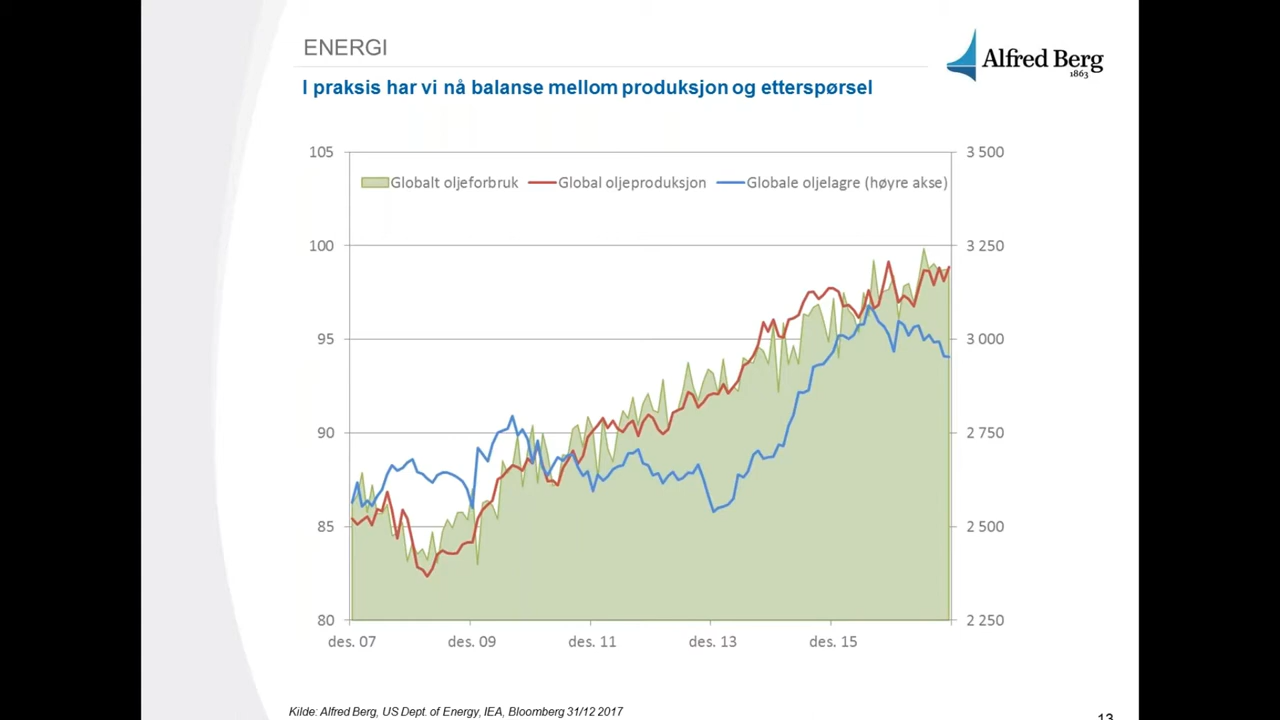 ENERGI
Alfred Berg
1863
I praksis har vi nå balanse mellom produksjon og etterspørsel
105
3 500
Globalt oljeforbruk
Global oljeproduksjon
Globale oljelagre (høyre akse)
100
3 250
95
3 000
90
2 750
85
2 500
80
2 250
des. 07
des. 09
des. 11
des. 13
des. 15
Kilde: Alfred Berg, US Dept. of Energy, IEA, Bloomberg 31/12 2017
13